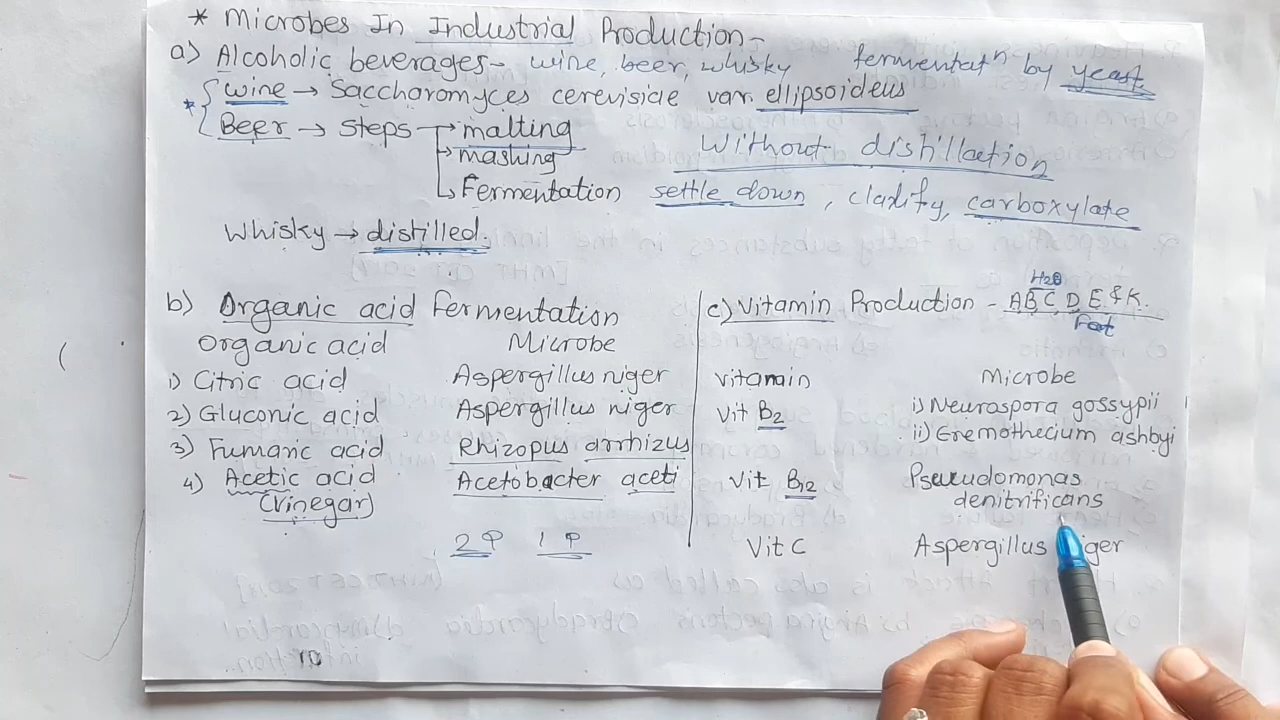 * Microbes In Industrial Production-
a) Alcoholic beverages- wine, beer, whisky fermentatn by yeast.
* wine → Saccharomyces cerevisiae var. ellipsoideus
Beer → steps → malting
Without distillation
→ mashing
→ Fermentation settle down, clarify, carboxylate
Whisky → distilled.
b) Organic acid Fermentation
Organic acid Microbe
1) Citric acid Aspergillus niger
2) Gluconic acid Aspergillus niger
3) Fumaric acid Rhizopus arrhizus
4) Acetic acid Acetobacter aceti
(Vinegar)
2 P 1 P
H2O
c) Vitamin Production - A B C, D, E & K.
Fat
vitamin Microbe
Vit B2 i) Neuraspora gossypii
ii) Eremothecium ashbyi
Vit B12 Pseudomonas
denitrificans
Vit C Aspergillus niger
10